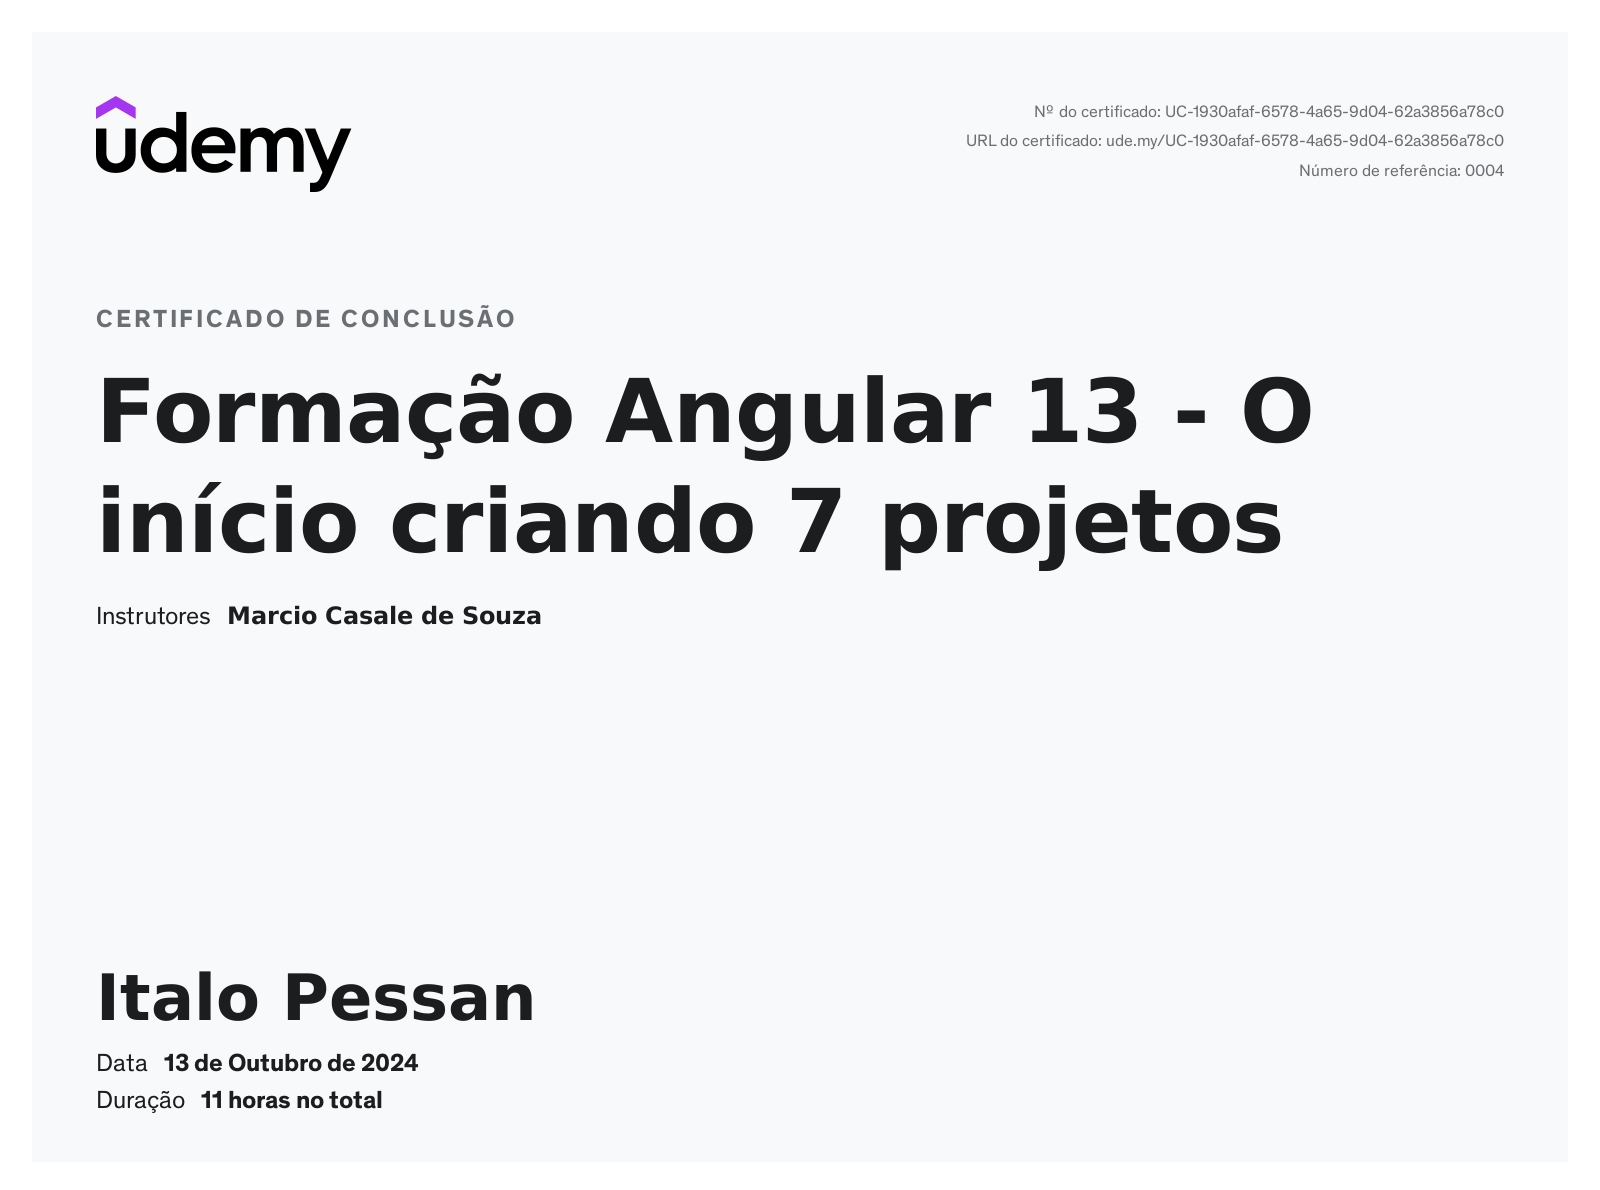 udemy
Nº do certificado: UC-1930afaf-6578-4a65-9d04-62a3856a78c0
URL do certificado: ude.my/UC-1930afaf-6578-4a65-9d04-62a3856a78c0
Número de referência: 0004
CERTIFICADO DE CONCLUSÃO
Formação Angular 13 - O
início criando 7 projetos
Instrutores Marcio Casale de Souza
Italo Pessan
Data 13 de Outubro de 2024
Duração 11 horas no total